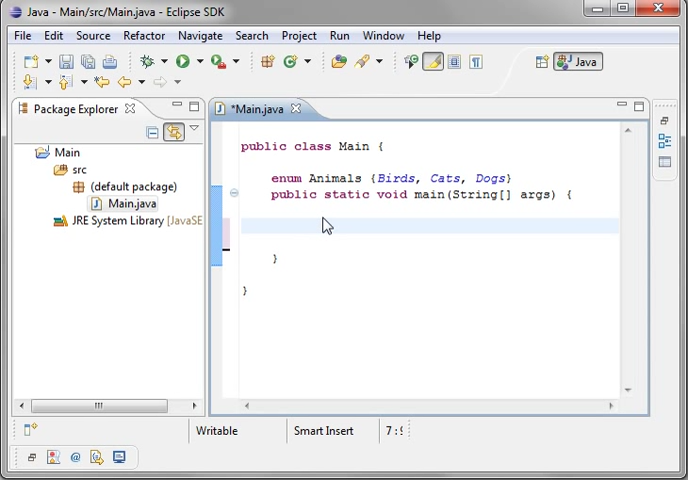 Java - Main/src/Main.java - Eclipse SDK
File Edit Source Refactor Navigate Search Project Run Window Help
Java
Package Explorer
*Main.java
Main
src
(default package)
Main.java
JRE System Library [JavaSE
public class Main {
enum Animals {Birds, Cats, Dogs}
public static void main(String[] args) {
}
}
Writable
Smart Insert